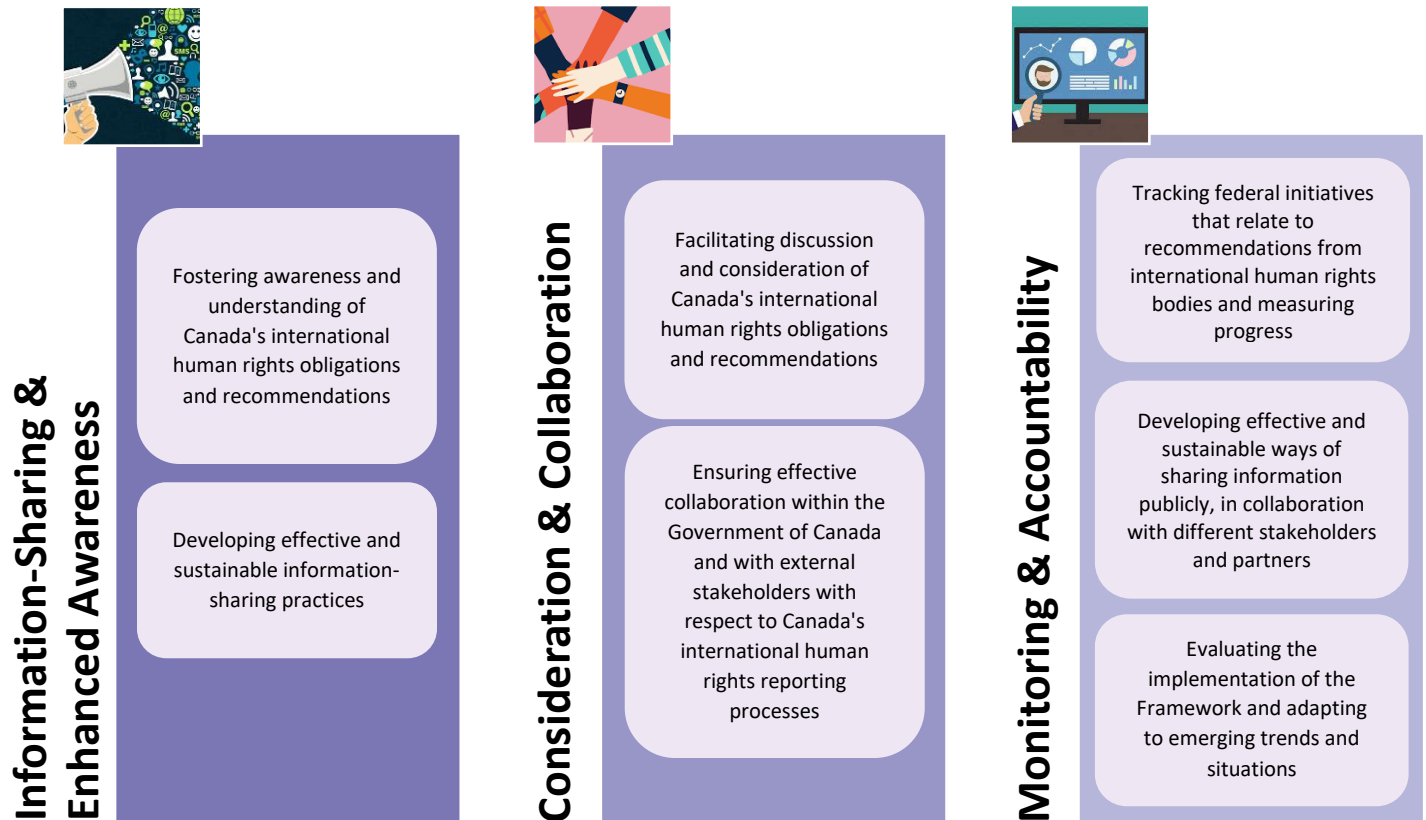 Information-Sharing &
Enhanced Awareness
Fostering awareness and
understanding of
Canada's international
human rights obligations
and recommendations
Developing effective and
sustainable information-
sharing practices
Consideration & Collaboration
Facilitating discussion
and consideration of
Canada's international
human rights obligations
and recommendations
Ensuring effective
collaboration within the
Government of Canada
and with external
stakeholders with
respect to Canada's
international human
rights reporting
processes
Monitoring & Accountability
Tracking federal initiatives
that relate to
recommendations from
international human rights
bodies and measuring
progress
Developing effective and
sustainable ways of
sharing information
publicly, in collaboration
with different stakeholders
and partners
Evaluating the
implementation of the
Framework and adapting
to emerging trends and
situations
SMS